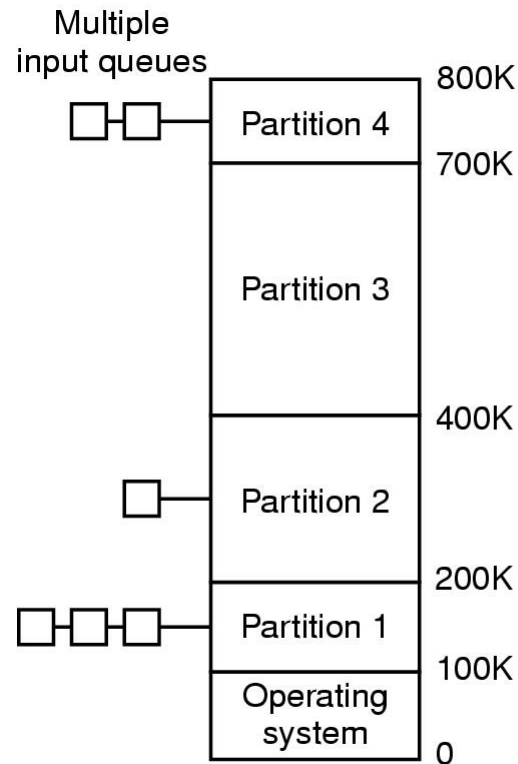 Multiple
input queues
800K
Partition 4
700K
Partition 3
400K
Partition 2
200K
Partition 1
100K
Operating
system
0